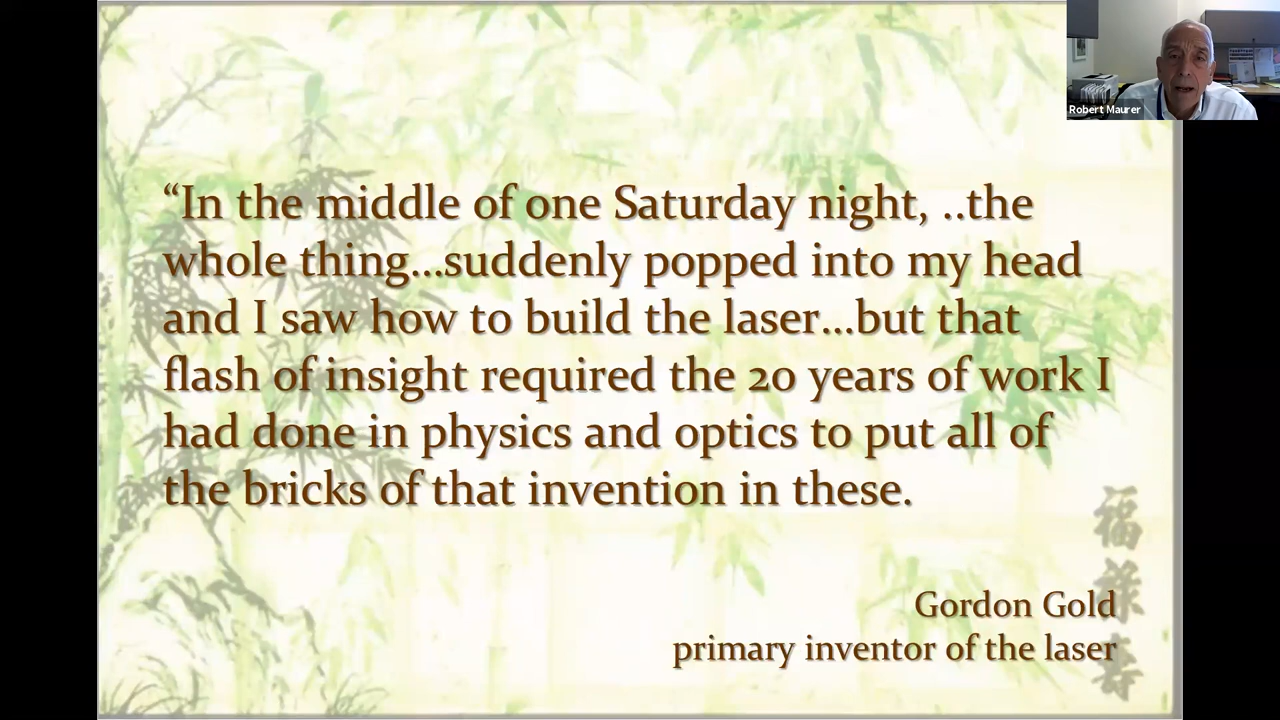 Robert Maurer
“In the middle of one Saturday night, ..the
whole thing...suddenly popped into my head
and I saw how to build the laser...but that
flash of insight required the 20 years of work I
had done in physics and optics to put all of
the bricks of that invention in these.
Gordon Gold
primary inventor of the laser
福
祿
壽